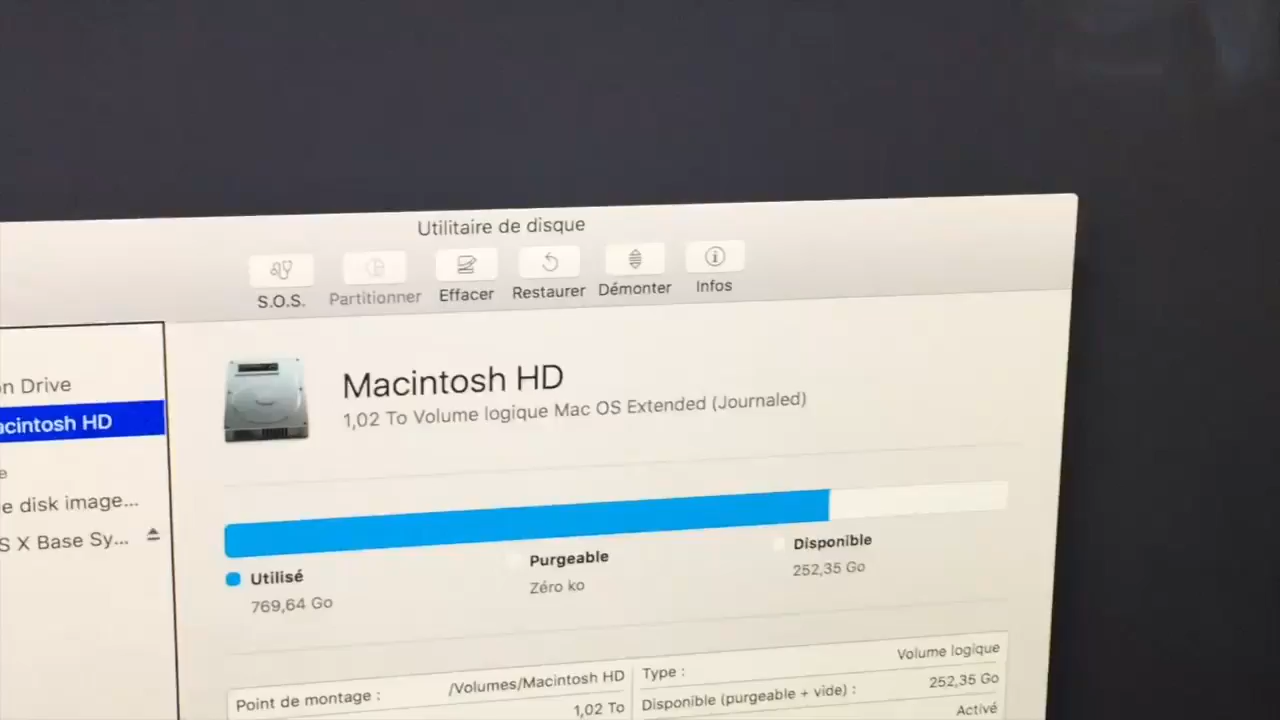 Utilitaire de disque
S.O.S. Partitionner Effacer Restaurer Démonter Infos
Drive
Macintosh HD
1,02 To Volume logique Mac OS Extended (Journaled)
HD
disk image...
X Base Sy...
Utilisé
769,64 Go
Purgeable
Zéro ko
Disponible
252,35 Go
Point de montage : /Volumes/Macintosh HD
1,02 To
Type : Volume logique
Disponible (purgeable + vide) : 252,35 Go
Activé